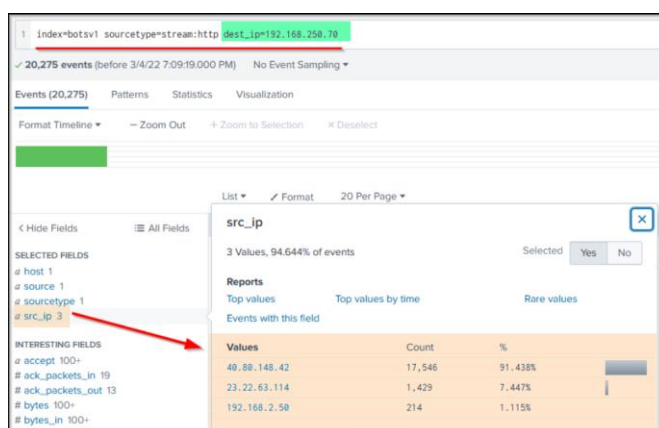 1 index=botsv1 sourcetype=stream:http dest_ip=192.168.250.70
✓ 20,275 events (before 3/4/22 7:09:19.000 PM) No Event Sampling ▾
Events (20,275) Patterns Statistics Visualization
Format Timeline ▾ − Zoom Out + Zoom to Selection × Deselect
List ▾ Format 20 Per Page ▾
< Hide Fields All Fields
SELECTED FIELDS
a host 1
a source 1
a sourcetype 1
a src_ip 3
INTERESTING FIELDS
a accept 100+
# ack_packets_in 19
# ack_packets_out 13
# bytes 100+
# bytes_in 100+
src_ip ×
3 Values, 94.644% of events Selected Yes No
Reports
Top values Top values by time Rare values
Events with this field
Values Count %
40.80.148.42 17,546 91.438%
23.22.63.114 1,429 7.447%
192.168.2.50 214 1.115%